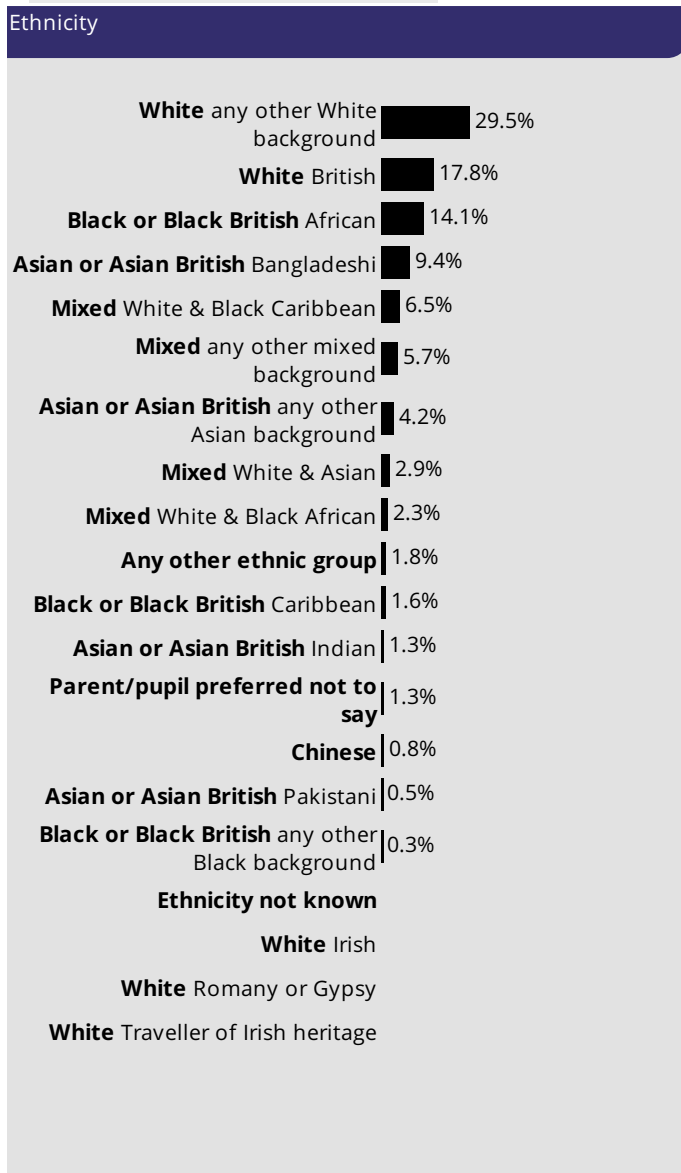 Ethnicity
White any other White
background
29.5%
White British 17.8%
Black or Black British African 14.1%
Asian or Asian British Bangladeshi 9.4%
Mixed White & Black Caribbean 6.5%
Mixed any other mixed
background
5.7%
Asian or Asian British any other
Asian background
4.2%
Mixed White & Asian 2.9%
Mixed White & Black African 2.3%
Any other ethnic group 1.8%
Black or Black British Caribbean 1.6%
Asian or Asian British Indian 1.3%
Parent/pupil preferred not to
say
1.3%
Chinese 0.8%
Asian or Asian British Pakistani 0.5%
Black or Black British any other
Black background
0.3%
Ethnicity not known
White Irish
White Romany or Gypsy
White Traveller of Irish heritage